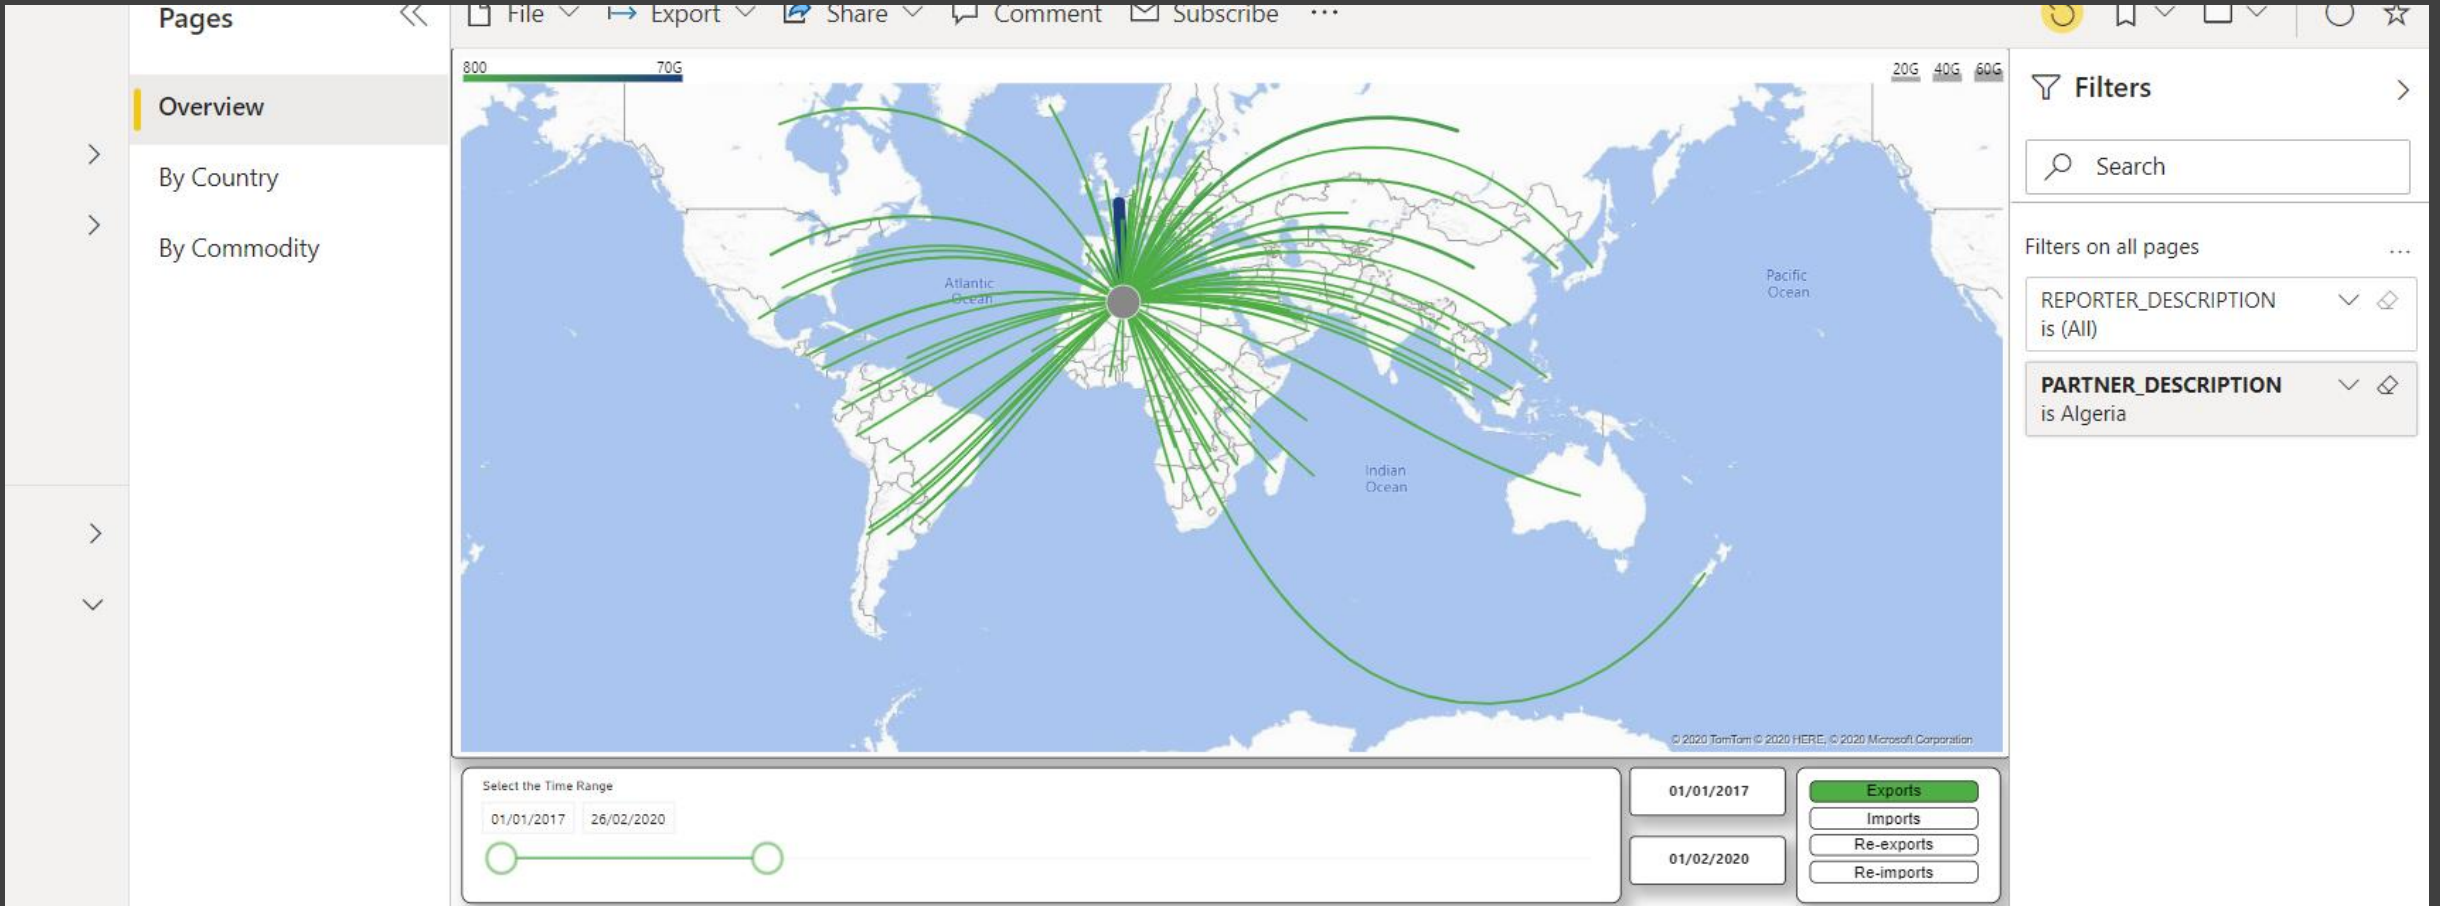 Pages
File
Export
Share
Comment
Subscribe
Overview
By Country
By Commodity
800
70G
20G 40G 60G
Atlantic
Ocean
Pacific
Ocean
Indian
Ocean
© 2020 TomTom © 2020 HERE, © 2020 Microsoft Corporation
Select the Time Range
01/01/2017
26/02/2020
01/01/2017
01/02/2020
Exports
Imports
Re-exports
Re-imports
Filters
Search
Filters on all pages
REPORTER_DESCRIPTION
is (All)
PARTNER_DESCRIPTION
is Algeria